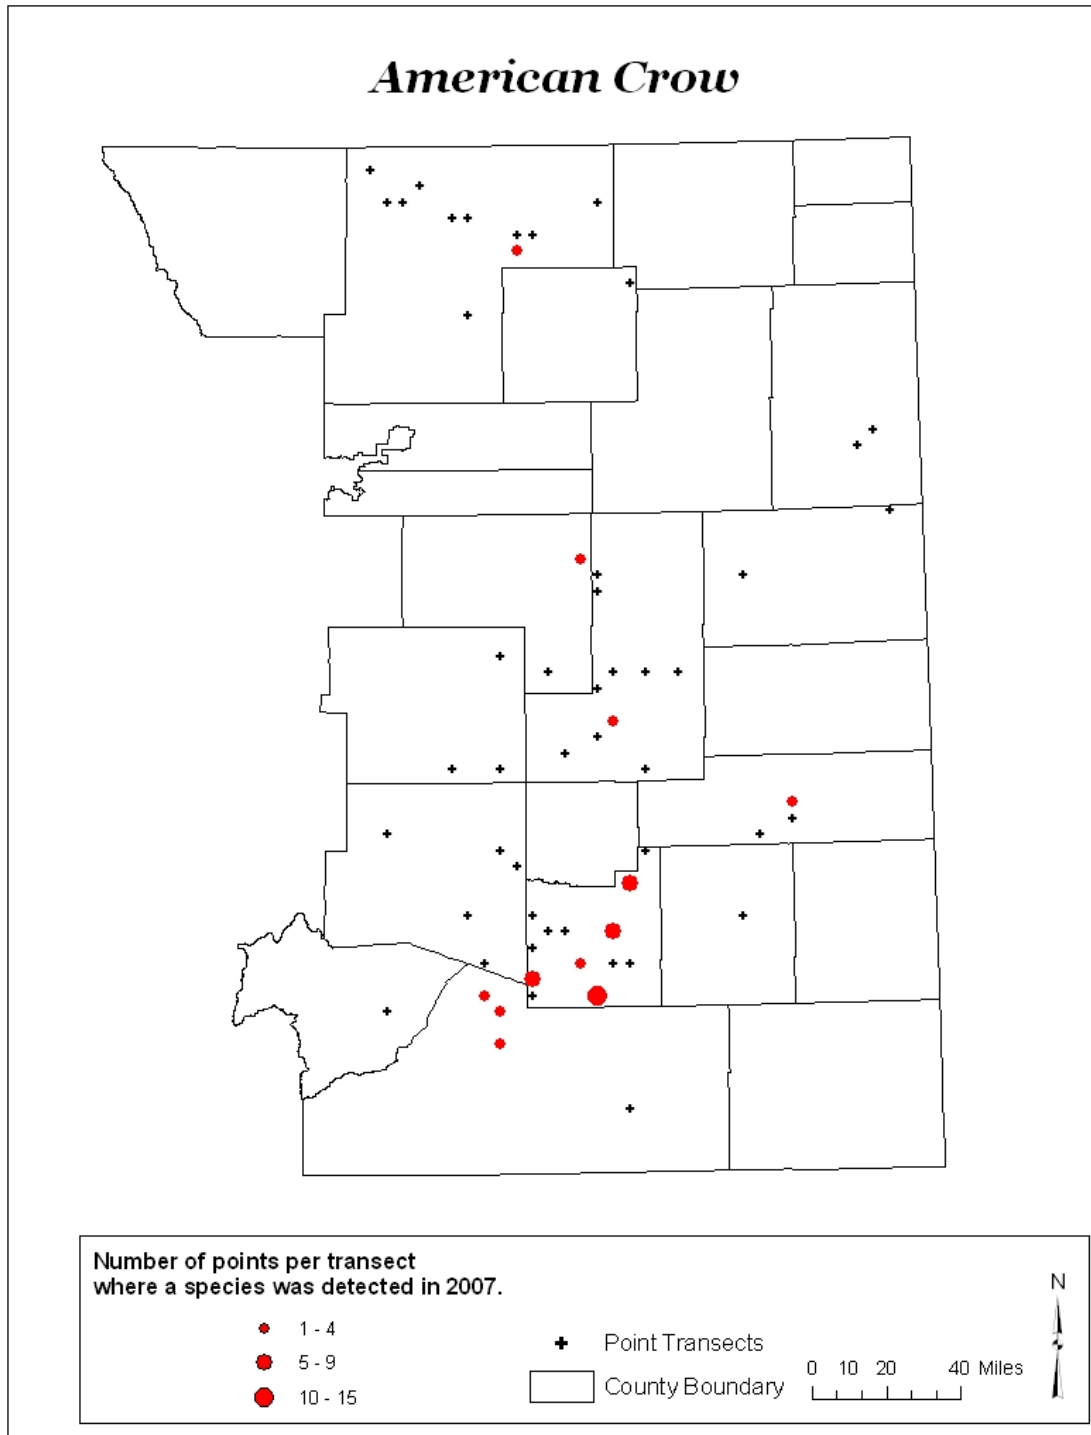 American Crow
Number of points per transect
where a species was detected in 2007.
1 - 4
5 - 9
10 - 15
Point Transects
County Boundary
0 10 20 40 Miles
N